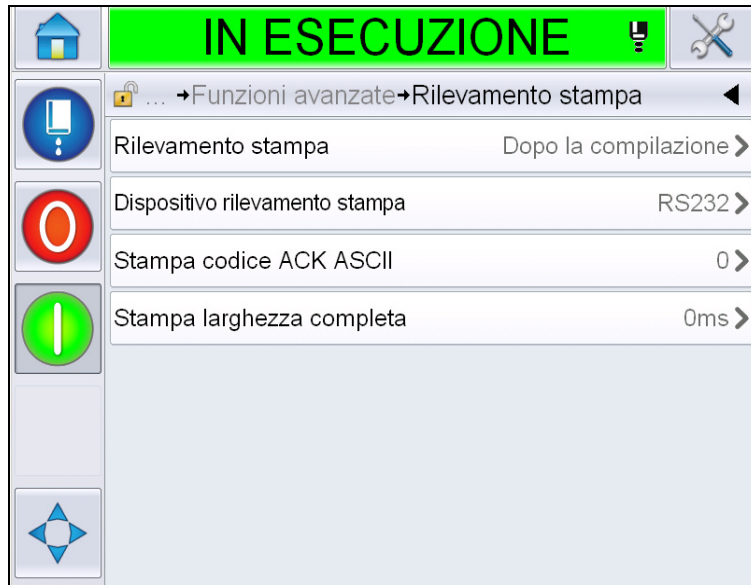 IN ESECUZIONE
... →Funzioni avanzate→Rilevamento stampa
Rilevamento stampa Dopo la compilazione
Dispositivo rilevamento stampa RS232
Stampa codice ACK ASCII 0
Stampa larghezza completa 0ms